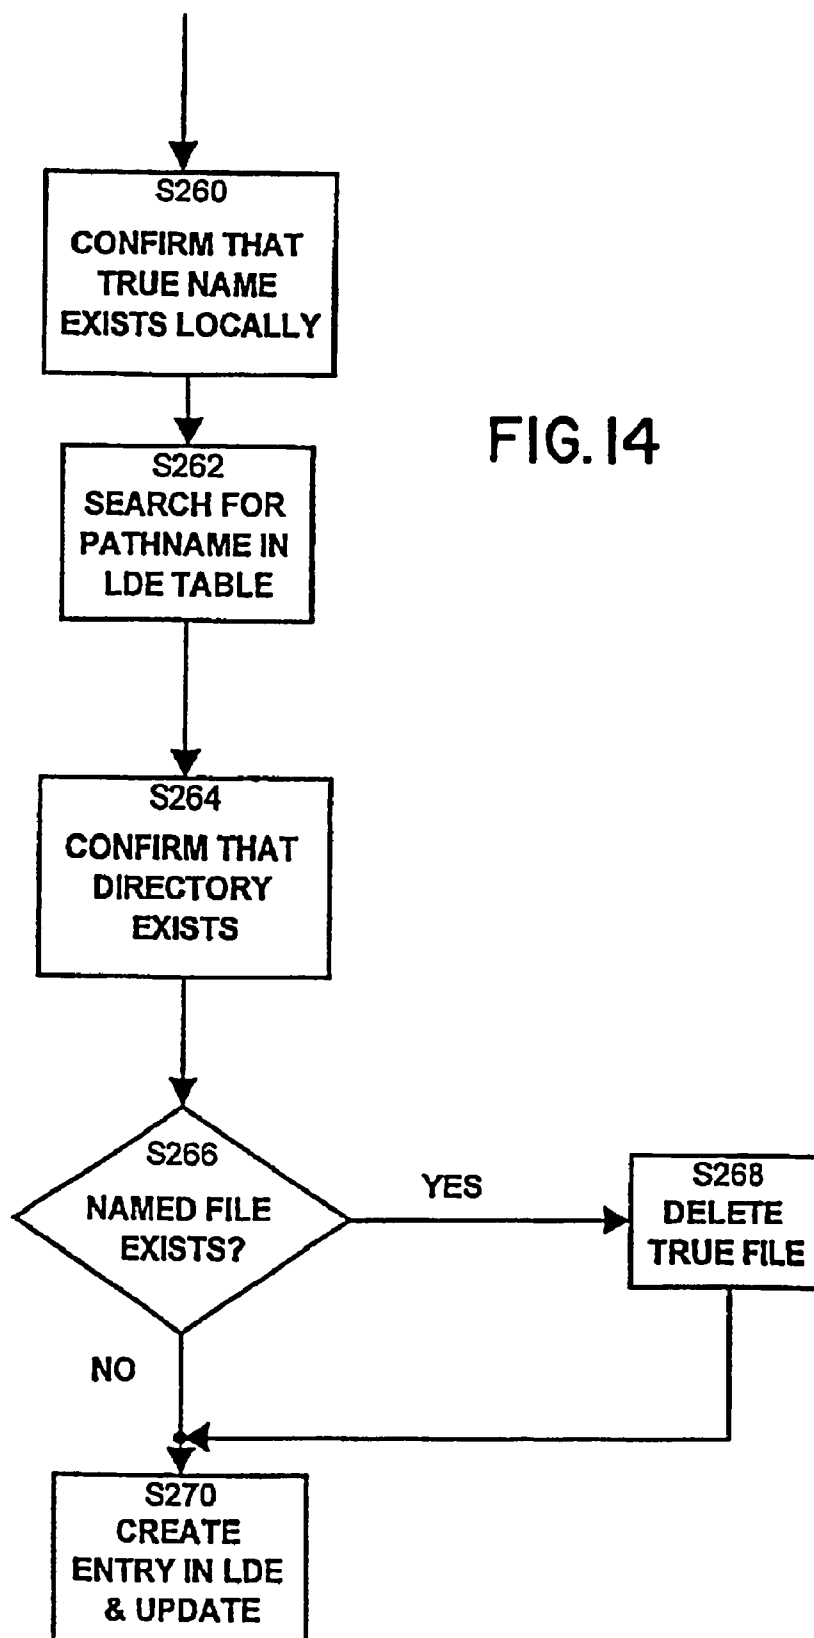 S260
CONFIRM THAT
TRUE NAME
EXISTS LOCALLY
FIG. 14
S262
SEARCH FOR
PATHNAME IN
LDE TABLE
S264
CONFIRM THAT
DIRECTORY
EXISTS
S266
NAMED FILE
EXISTS?
YES
S268
DELETE
TRUE FILE
NO
S270
CREATE
ENTRY IN LDE
& UPDATE